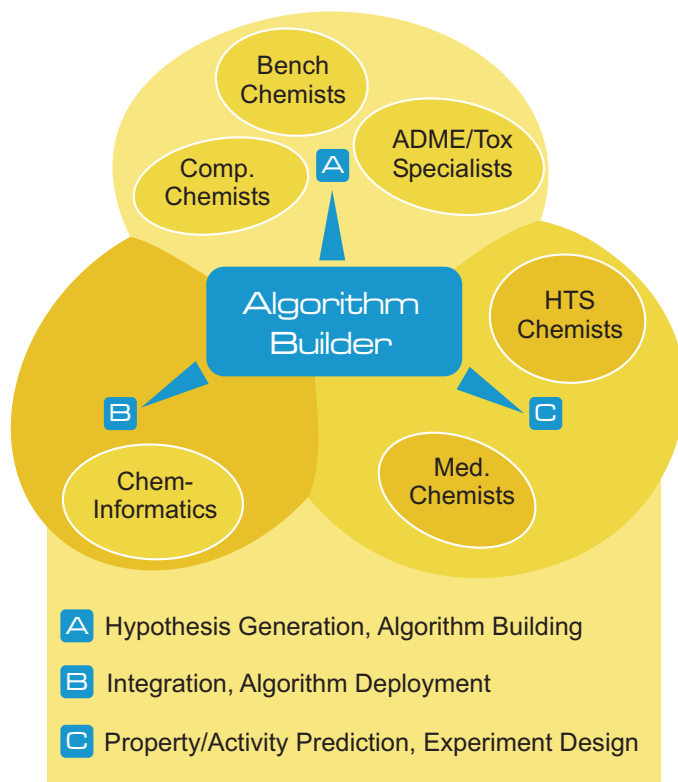 Bench
Chemists
ADME/Tox
Specialists
Comp.
Chemists
A
Algorithm
Builder
HTS
Chemists
B
C
Chem-
Informatics
Med.
Chemists
A Hypothesis Generation, Algorithm Building
B Integration, Algorithm Deployment
C Property/Activity Prediction, Experiment Design